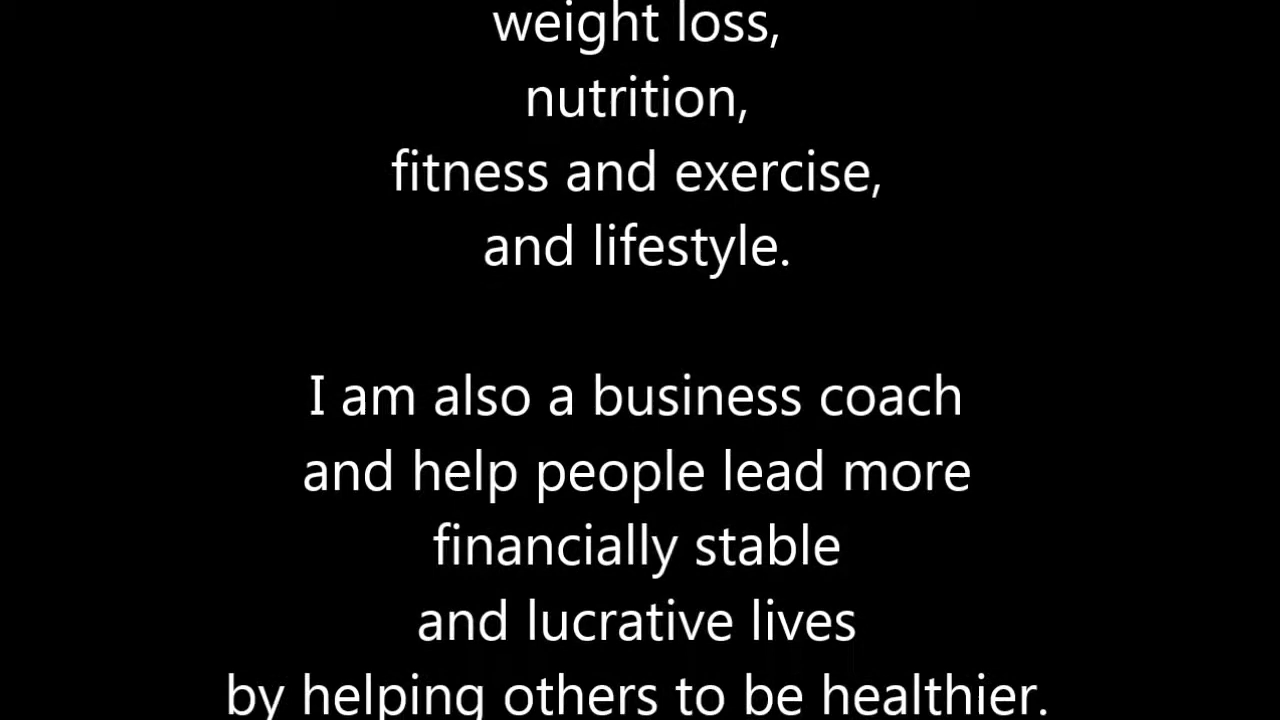 weight loss,
nutrition,
fitness and exercise,
and lifestyle.
I am also a business coach
and help people lead more
financially stable
and lucrative lives
by helping others to be healthier.